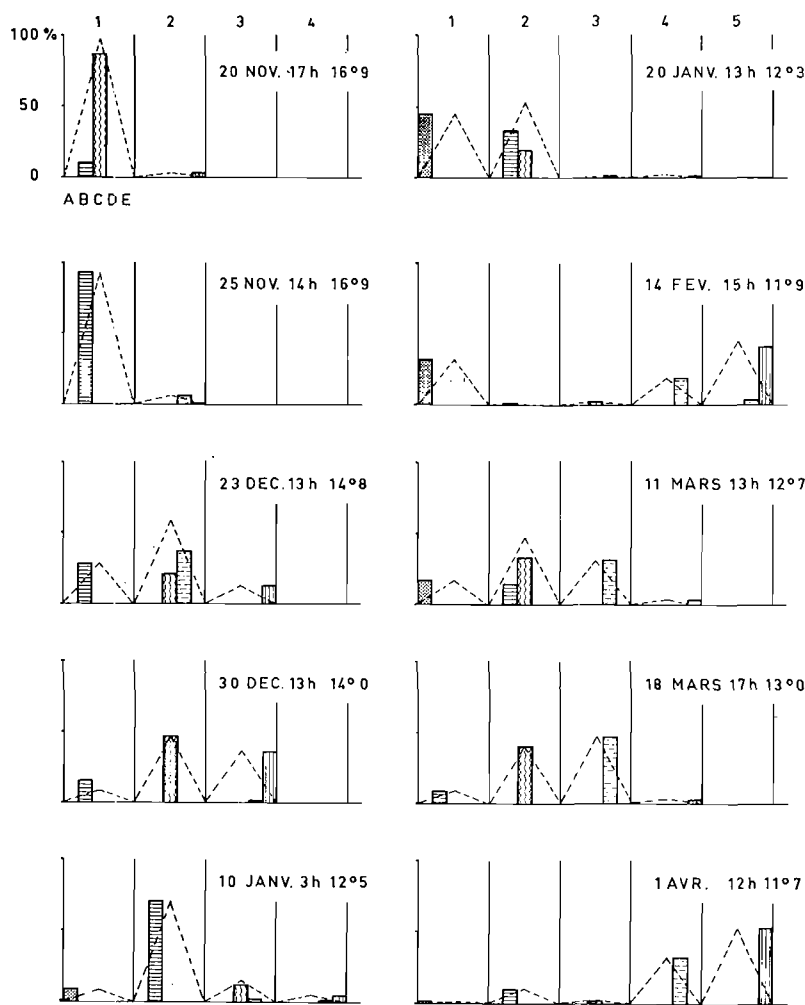 1 2 3 4
1 2 3 4 5
100 %
50
0
20 NOV. 17h 16°9
20 JANV. 13h 12°3
A B C D E
25 NOV. 14h 16°9
14 FEV. 15h 11°9
23 DEC. 13h 14°8
11 MARS 13h 12°7
30 DEC. 13h 14°0
18 MARS 17h 13°0
10 JANV. 3h 12°5
1 AVR. 12h 11°7